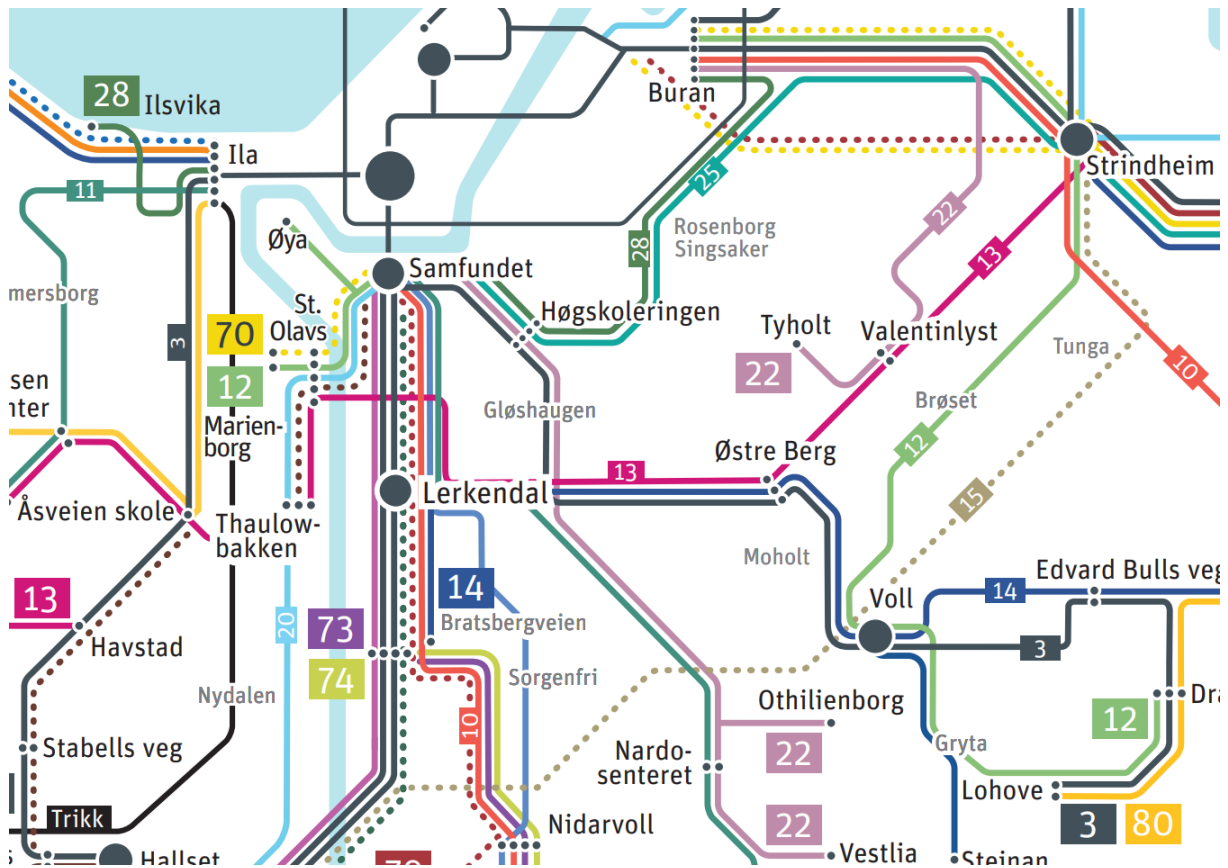 28
Ilsvika
Ila
11
Buran
Strindheim
25
22
13
Rosenborg
Singsaker
28
Øya
Samfundet
mersborg
3
St.
Olavs
70
12
Høgskoleringen
Tyholt
22
Valentinlyst
Tunga
10
Brøset
12
sen
nter
Marien-
borg
Gløshaugen
Østre Berg
13
Lerkendal
15
Åsveien skole
Thaulow-
bakken
Moholt
13
Havstad
20
73
74
14
Bratsbergveien
Sorgenfri
Voll
14
Edvard Bulls veg
3
Nydalen
10
Othilienborg
22
12
Dra
Stabells veg
Nardo-
senteret
Gryta
Lohove
3
80
Trikk
Nidarvoll
22
Vestlia
Steinan
Hallset